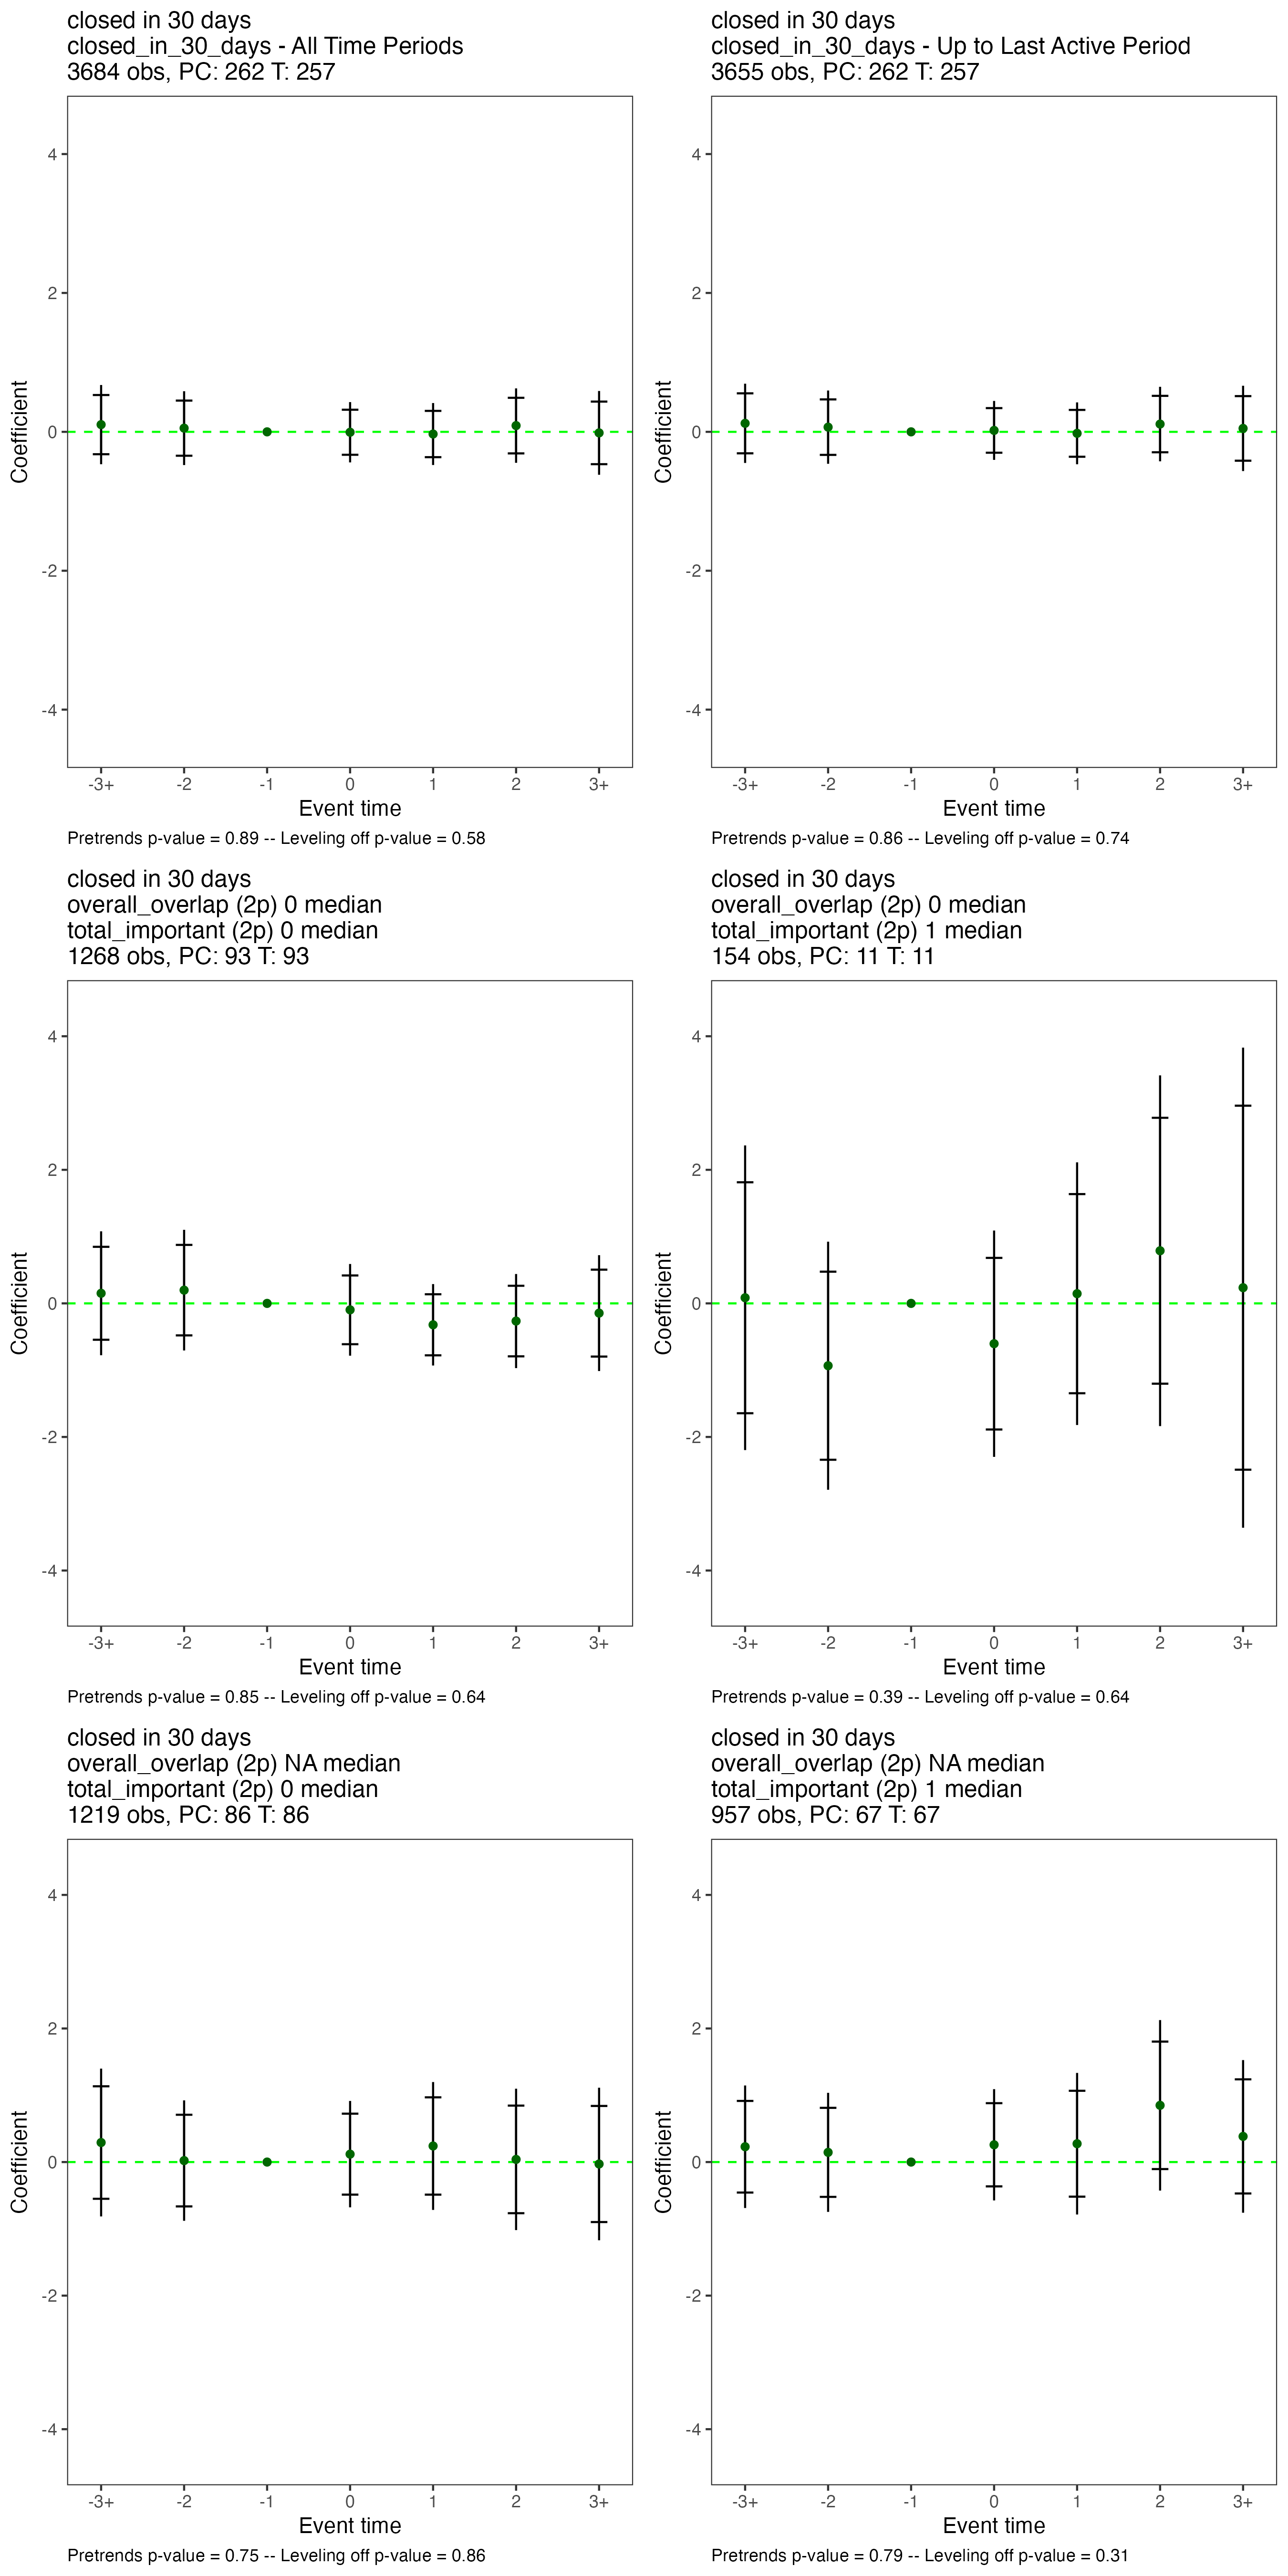 closed in 30 days
closed_in_30_days - All Time Periods
3684 obs, PC: 262 T: 257
4
2
0
-2
-4
Coefficient
-3+ -2 -1 0 1 2 3+
Event time
Pretrends p-value = 0.89 -- Leveling off p-value = 0.58
closed in 30 days
closed_in_30_days - Up to Last Active Period
3655 obs, PC: 262 T: 257
4
2
0
-2
-4
Coefficient
-3+ -2 -1 0 1 2 3+
Event time
Pretrends p-value = 0.86 -- Leveling off p-value = 0.74
closed in 30 days
overall_overlap (2p) 0 median
total_important (2p) 0 median
1268 obs, PC: 93 T: 93
4
2
0
-2
-4
Coefficient
-3+ -2 -1 0 1 2 3+
Event time
Pretrends p-value = 0.85 -- Leveling off p-value = 0.64
closed in 30 days
overall_overlap (2p) 0 median
total_important (2p) 1 median
154 obs, PC: 11 T: 11
4
2
0
-2
-4
Coefficient
-3+ -2 -1 0 1 2 3+
Event time
Pretrends p-value = 0.39 -- Leveling off p-value = 0.64
closed in 30 days
overall_overlap (2p) NA median
total_important (2p) 0 median
1219 obs, PC: 86 T: 86
4
2
0
-2
-4
Coefficient
-3+ -2 -1 0 1 2 3+
Event time
Pretrends p-value = 0.75 -- Leveling off p-value = 0.86
closed in 30 days
overall_overlap (2p) NA median
total_important (2p) 1 median
957 obs, PC: 67 T: 67
4
2
0
-2
-4
Coefficient
-3+ -2 -1 0 1 2 3+
Event time
Pretrends p-value = 0.79 -- Leveling off p-value = 0.31